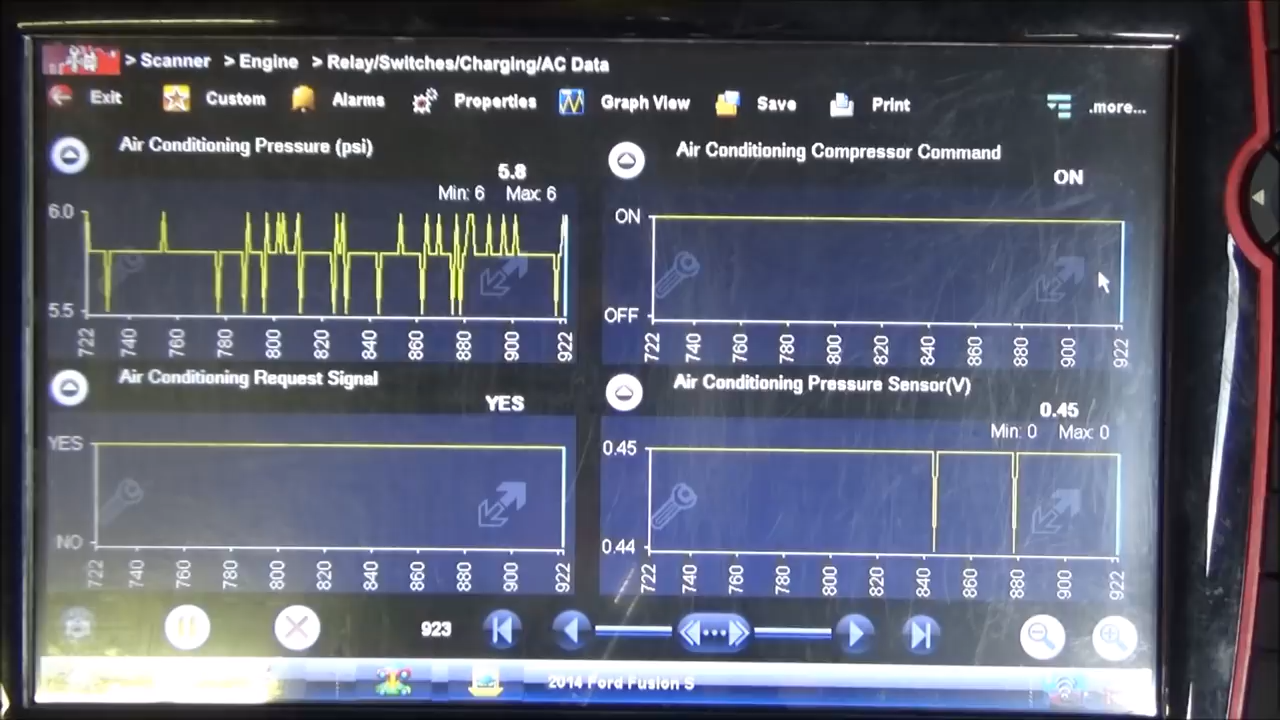 > Scanner > Engine > Relay/Switches/Charging/AC Data
Exit Custom Alarms Properties Graph View Save Print .more...
Air Conditioning Pressure (psi)
5.8
Min: 6 Max: 6
6.0
5.5
722 740 760 780 800 820 840 860 880 900 922
Air Conditioning Compressor Command
ON
ON
OFF
722 740 760 780 800 820 840 860 880 900 922
Air Conditioning Request Signal
YES
YES
NO
722 740 760 780 800 820 840 860 880 900 922
Air Conditioning Pressure Sensor(V)
0.45
Min: 0 Max: 0
0.45
0.44
722 740 760 780 800 820 840 860 880 900 922
923
2014 Ford Fusion S